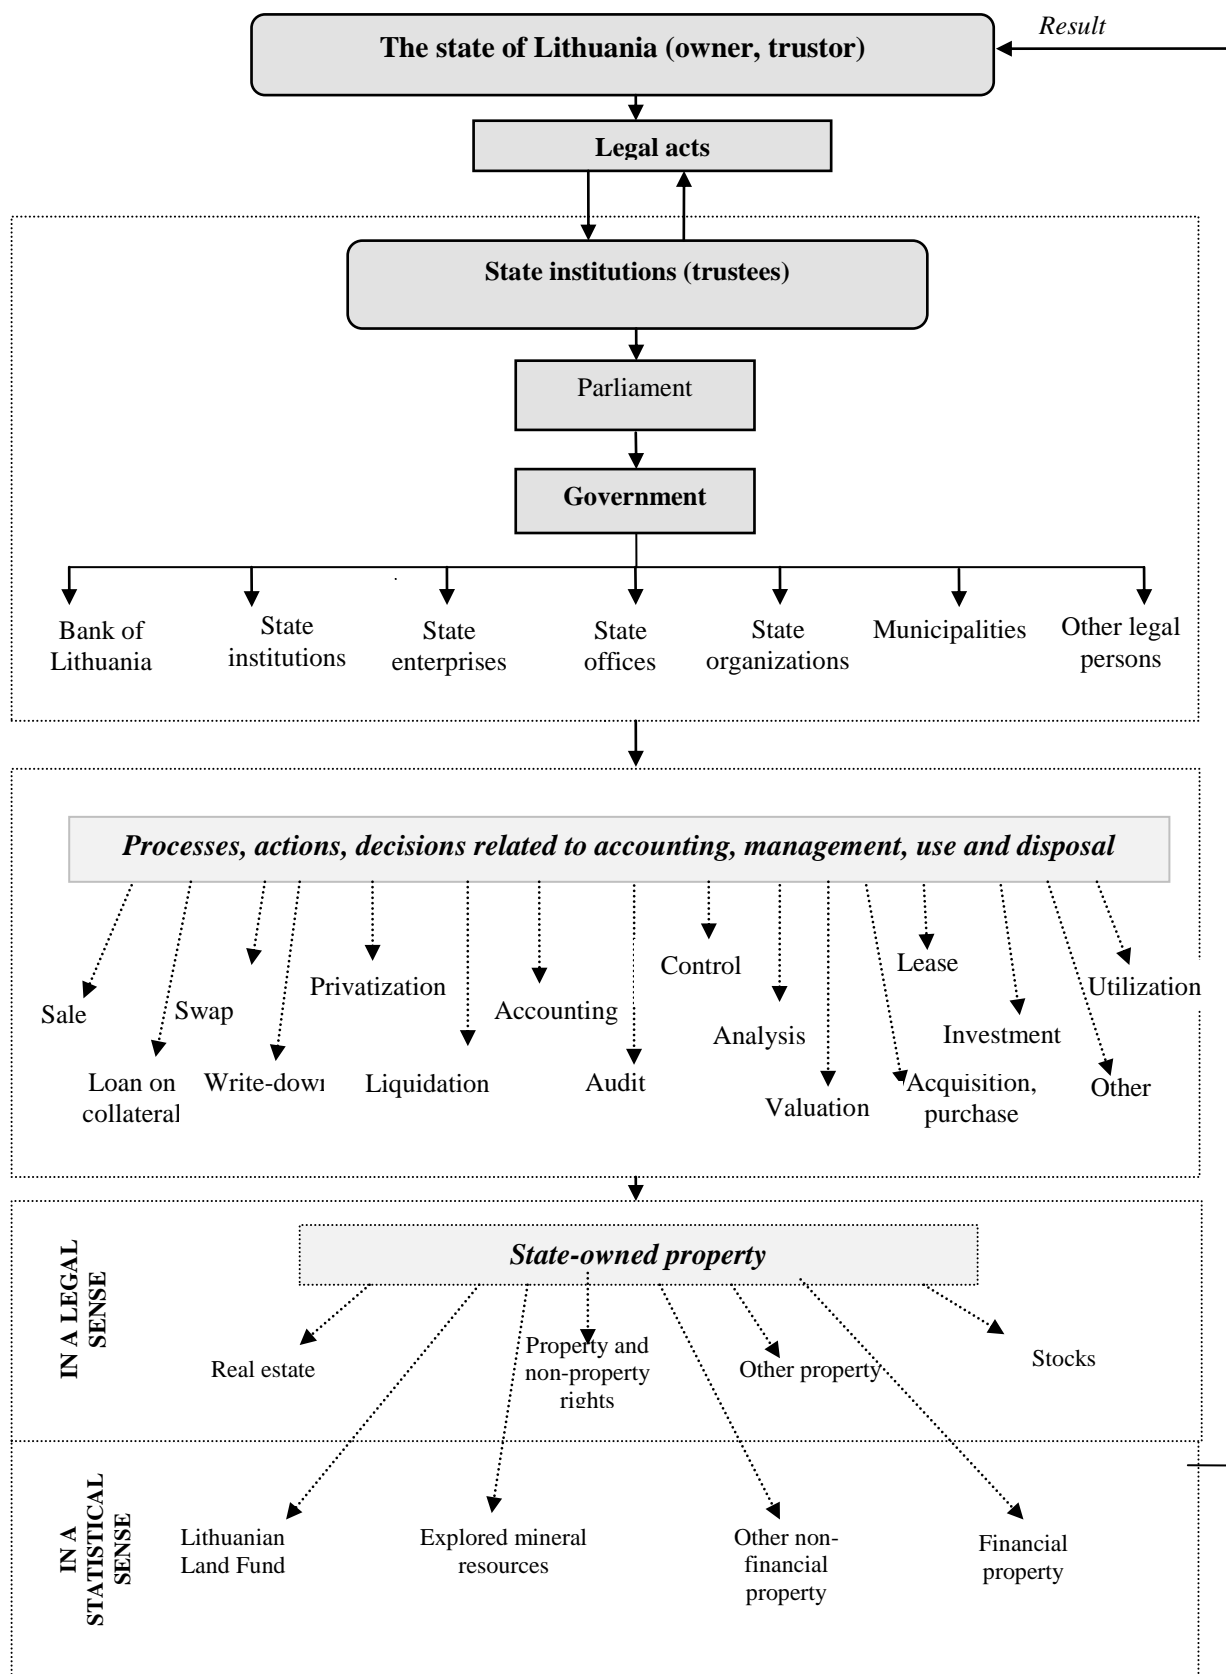 Result
The state of Lithuania (owner, trustor)
Legal acts
State institutions (trustees)
Parliament
Government
Bank of
Lithuania
State
institutions
State
enterprises
State
offices
State
organizations
Municipalities
Other legal
persons
Processes, actions, decisions related to accounting, management, use and disposal
Sale
Loan on
collateral
Swap
Write-down
Privatization
Liquidation
Accounting
Audit
Control
Analysis
Valuation
Lease
Acquisition,
purchase
Investment
Other
Utilization
IN A LEGAL
SENSE
State-owned property
Real estate
Property and
non-property
rights
Other property
Stocks
IN A
STATISTICAL
SENSE
Lithuanian
Land Fund
Explored mineral
resources
Other non-
financial
property
Financial
property